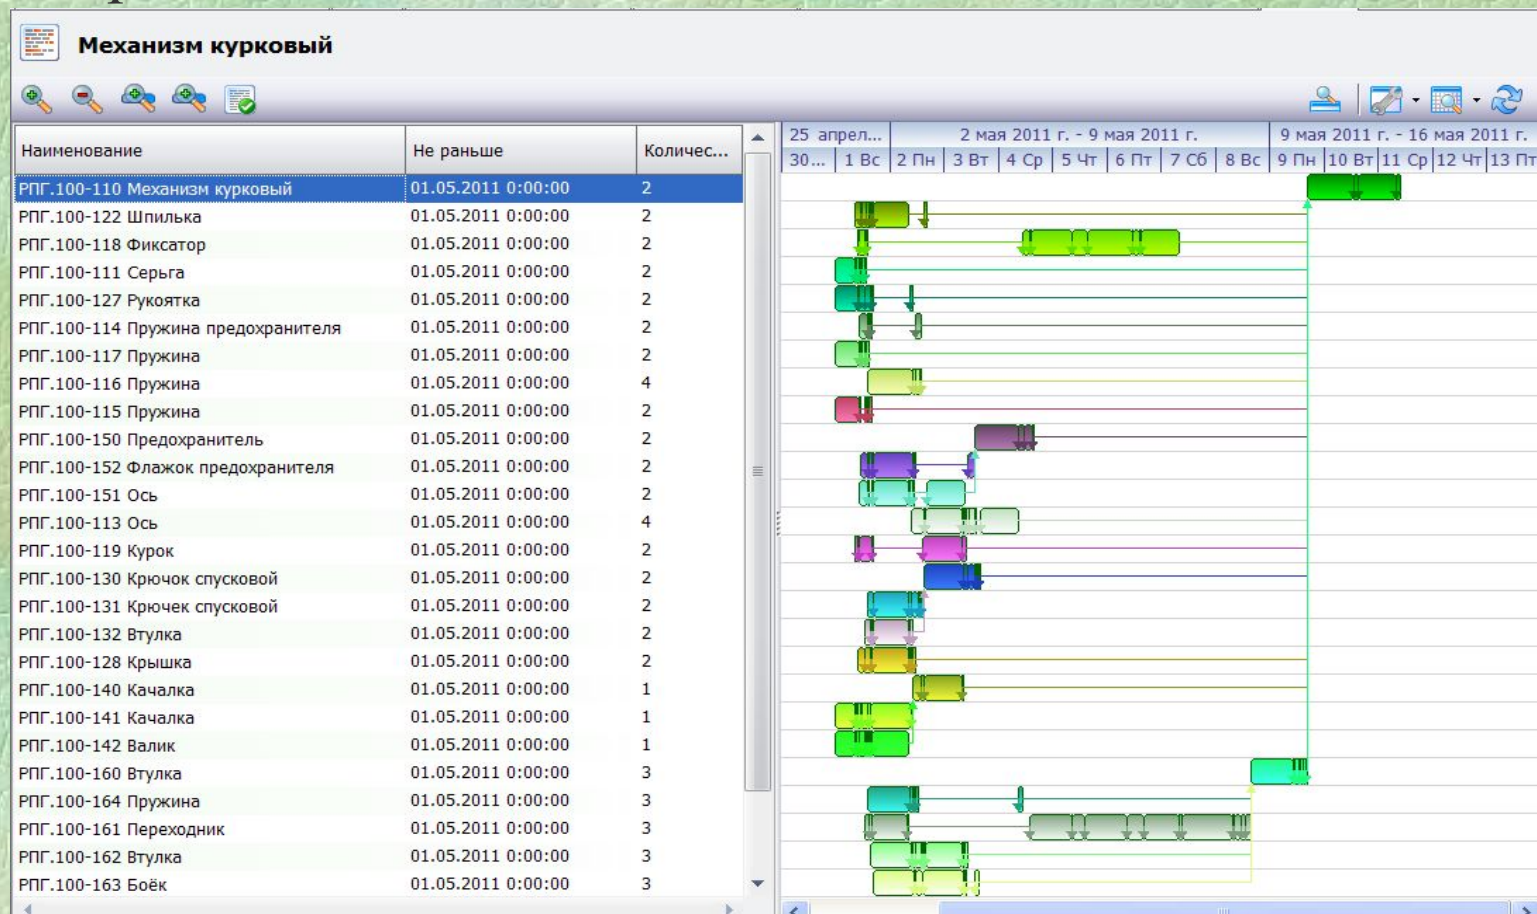 Механизм курковый
25 апрел... 2 мая 2011 г. - 9 мая 2011 г. 9 мая 2011 г. - 16 мая 2011 г.
Наименование Не раньше Количес... 30... 1 Вс 2 Пн 3 Вт 4 Ср 5 Чт 6 Пт 7 Сб 8 Вс 9 Пн 10 Вт 11 Ср 12 Чт 13 Пт
РПГ.100-110 Механизм курковый 01.05.2011 0:00:00 2
РПГ.100-122 Шпилька 01.05.2011 0:00:00 2
РПГ.100-118 Фиксатор 01.05.2011 0:00:00 2
РПГ.100-111 Серьга 01.05.2011 0:00:00 2
РПГ.100-127 Рукоятка 01.05.2011 0:00:00 2
РПГ.100-114 Пружина предохранителя 01.05.2011 0:00:00 2
РПГ.100-117 Пружина 01.05.2011 0:00:00 2
РПГ.100-116 Пружина 01.05.2011 0:00:00 4
РПГ.100-115 Пружина 01.05.2011 0:00:00 2
РПГ.100-150 Предохранитель 01.05.2011 0:00:00 2
РПГ.100-152 Флажок предохранителя 01.05.2011 0:00:00 2
РПГ.100-151 Ось 01.05.2011 0:00:00 2
РПГ.100-113 Ось 01.05.2011 0:00:00 4
РПГ.100-119 Курок 01.05.2011 0:00:00 2
РПГ.100-130 Крючок спусковой 01.05.2011 0:00:00 2
РПГ.100-131 Крючек спусковой 01.05.2011 0:00:00 2
РПГ.100-132 Втулка 01.05.2011 0:00:00 2
РПГ.100-128 Крышка 01.05.2011 0:00:00 2
РПГ.100-140 Качалка 01.05.2011 0:00:00 1
РПГ.100-141 Качалка 01.05.2011 0:00:00 1
РПГ.100-142 Валик 01.05.2011 0:00:00 1
РПГ.100-160 Втулка 01.05.2011 0:00:00 3
РПГ.100-164 Пружина 01.05.2011 0:00:00 3
РПГ.100-161 Переходник 01.05.2011 0:00:00 3
РПГ.100-162 Втулка 01.05.2011 0:00:00 3
РПГ.100-163 Боёк 01.05.2011 0:00:00 3